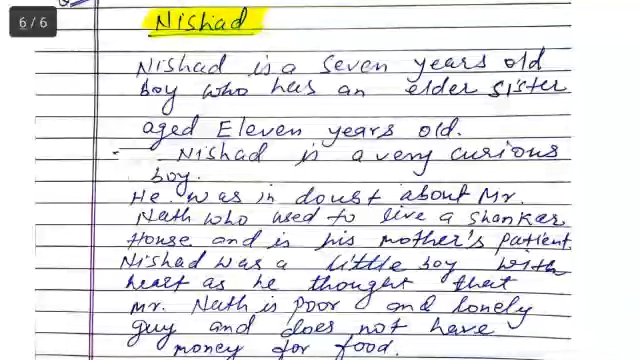 6/6
Nishad
Nishad is a Seven years old
boy who has an elder sister
aged Eleven years old.
Nishad is a very curious
boy.
He was in doust about Mr.
Nath who used to live a Shankar
House and is his mother's patient.
Nishad was a little boy with
heart as he thought that
Mr. Nath is poor and lonely
guy and does not have
money for food.